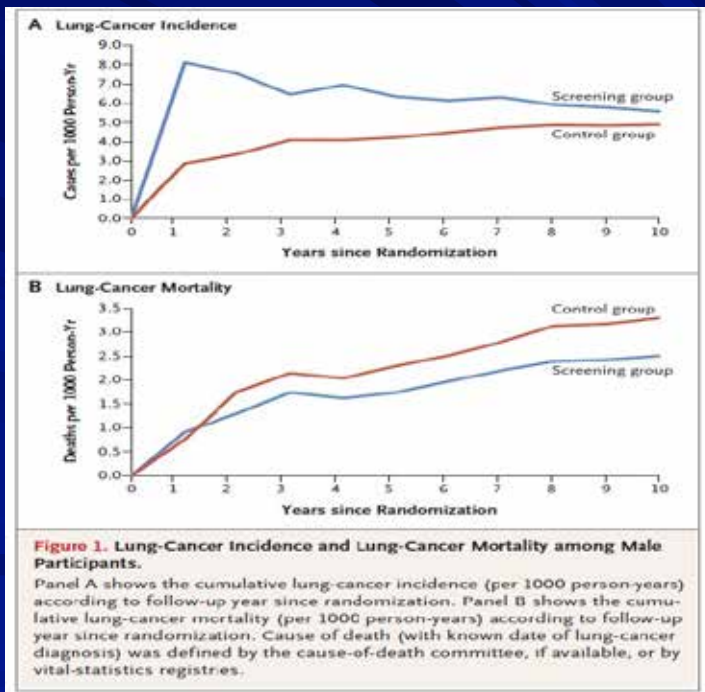 A Lung-Cancer Incidence
9.0
8.0
7.0
6.0
5.0
4.0
3.0
2.0
1.0
0.0
Cases per 1000 Person-Yr
Screening group
Control group
0 1 2 3 4 5 6 7 8 9 10
Years since Randomization
B Lung-Cancer Mortality
3.5
3.0
2.5
2.0
1.5
1.0
0.5
0.0
Deaths per 1000 Person-Yr
Control group
Screening group
0 1 2 3 4 5 6 7 8 9 10
Years since Randomization
Figure 1. Lung-Cancer Incidence and Lung-Cancer Mortality among Male
Participants.
Panel A shows the cumulative lung-cancer incidence (per 1000 person-years)
according to follow-up year since randomization. Panel B shows the cumu-
lative lung-cancer mortality (per 1000 person-years) according to follow-up
year since randomization. Cause of death (with known date of lung-cancer
diagnosis) was defined by the cause-of-death committee, if available, or by
vital-statistics registries.